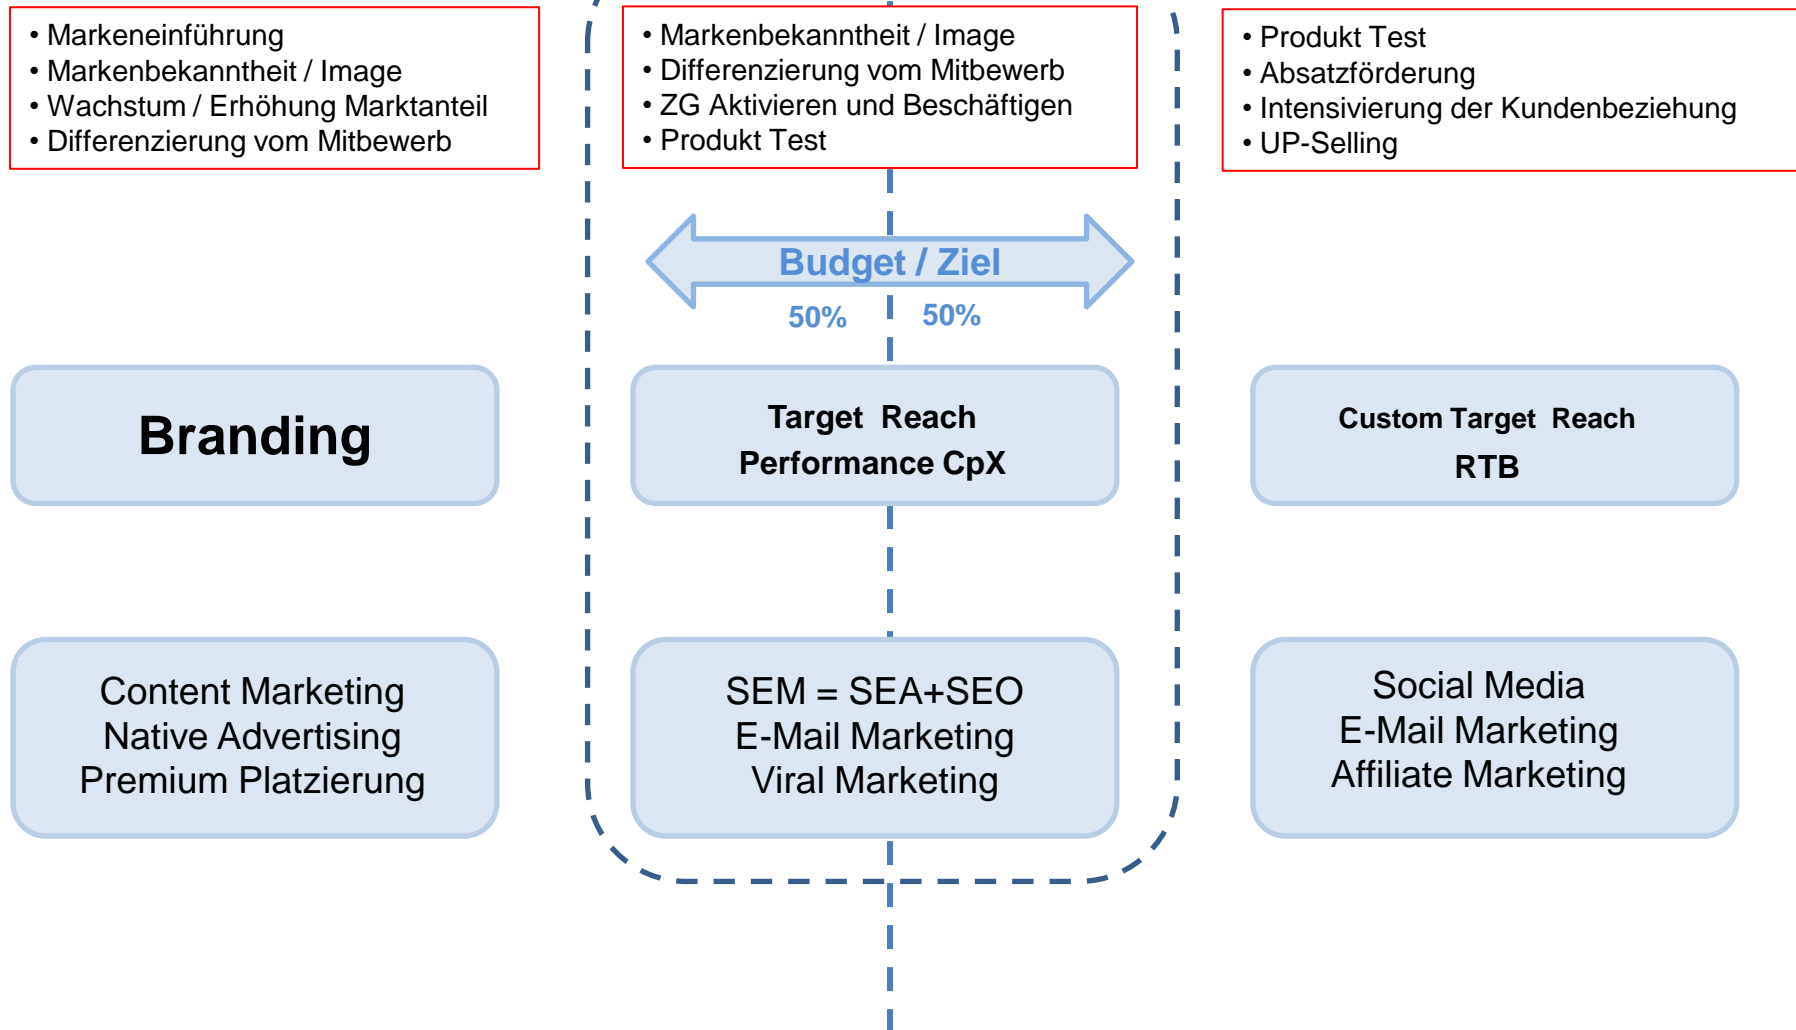 • Markeneinführung
• Markenbekanntheit / Image
• Wachstum / Erhöhung Marktanteil
• Differenzierung vom Mitbewerb
• Markenbekanntheit / Image
• Differenzierung vom Mitbewerb
• ZG Aktivieren und Beschäftigen
• Produkt Test
• Produkt Test
• Absatzförderung
• Intensivierung der Kundenbeziehung
• UP-Selling
Budget / Ziel
50% 50%
Branding
Target Reach
Performance CpX
Custom Target Reach
RTB
Content Marketing
Native Advertising
Premium Platzierung
SEM = SEA+SEO
E-Mail Marketing
Viral Marketing
Social Media
E-Mail Marketing
Affiliate Marketing